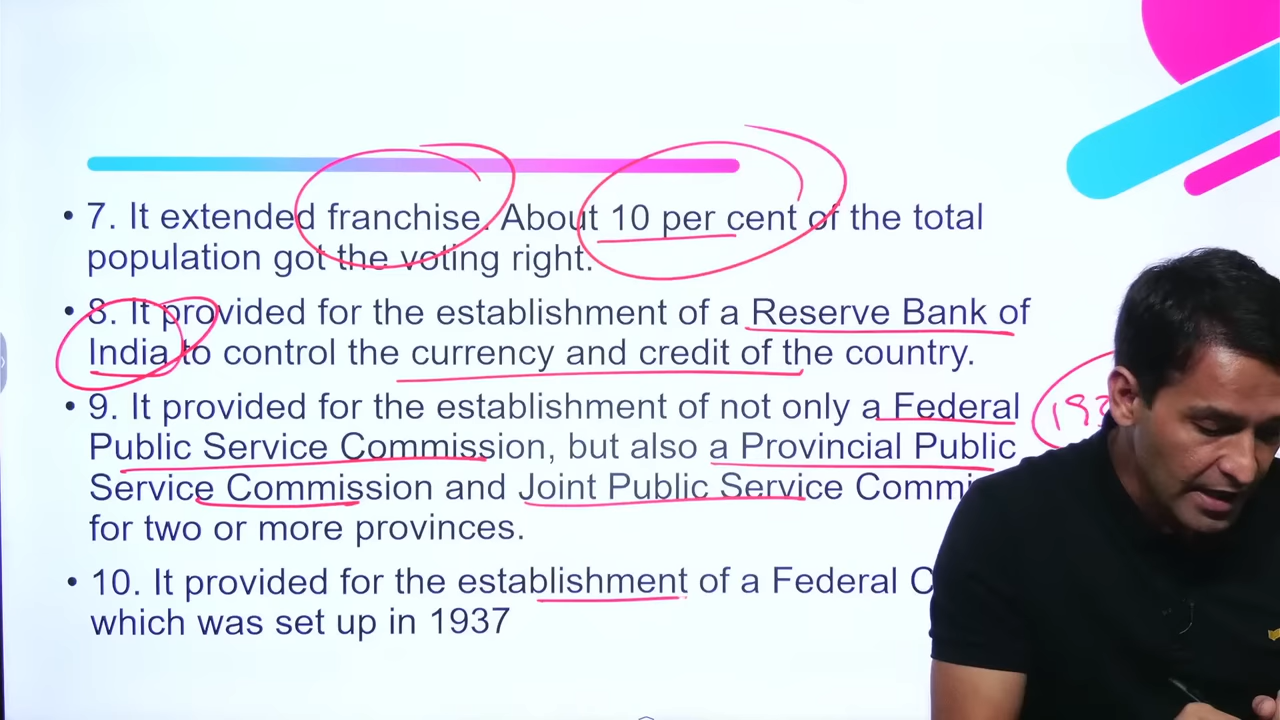 • 7. It extended franchise. About 10 per cent of the total
population got the voting right.
• 8. It provided for the establishment of a Reserve Bank of
India to control the currency and credit of the country.
• 9. It provided for the establishment of not only a Federal
Public Service Commission, but also a Provincial Public
Service Commission and Joint Public Service
for two or more provinces.
• 10. It provided for the establishment of a Federal
which was set up in 1937